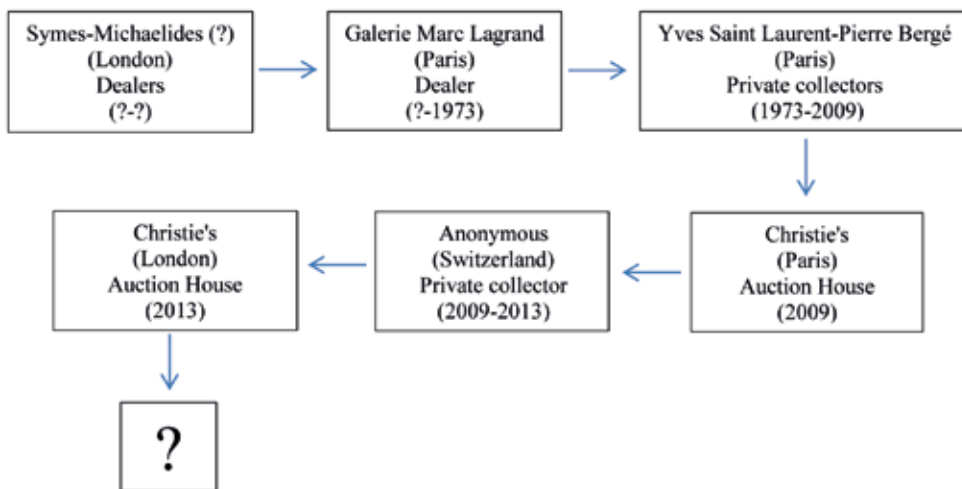 Symes-Michaelides (?)
(London)
Dealers
(?-?)
Galerie Marc Lagrand
(Paris)
Dealer
(?-1973)
Yves Saint Laurent-Pierre Bergé
(Paris)
Private collectors
(1973-2009)
Christie's
(Paris)
Auction House
(2009)
Anonymous
(Switzerland)
Private collector
(2009-2013)
Christie's
(London)
Auction House
(2013)
?